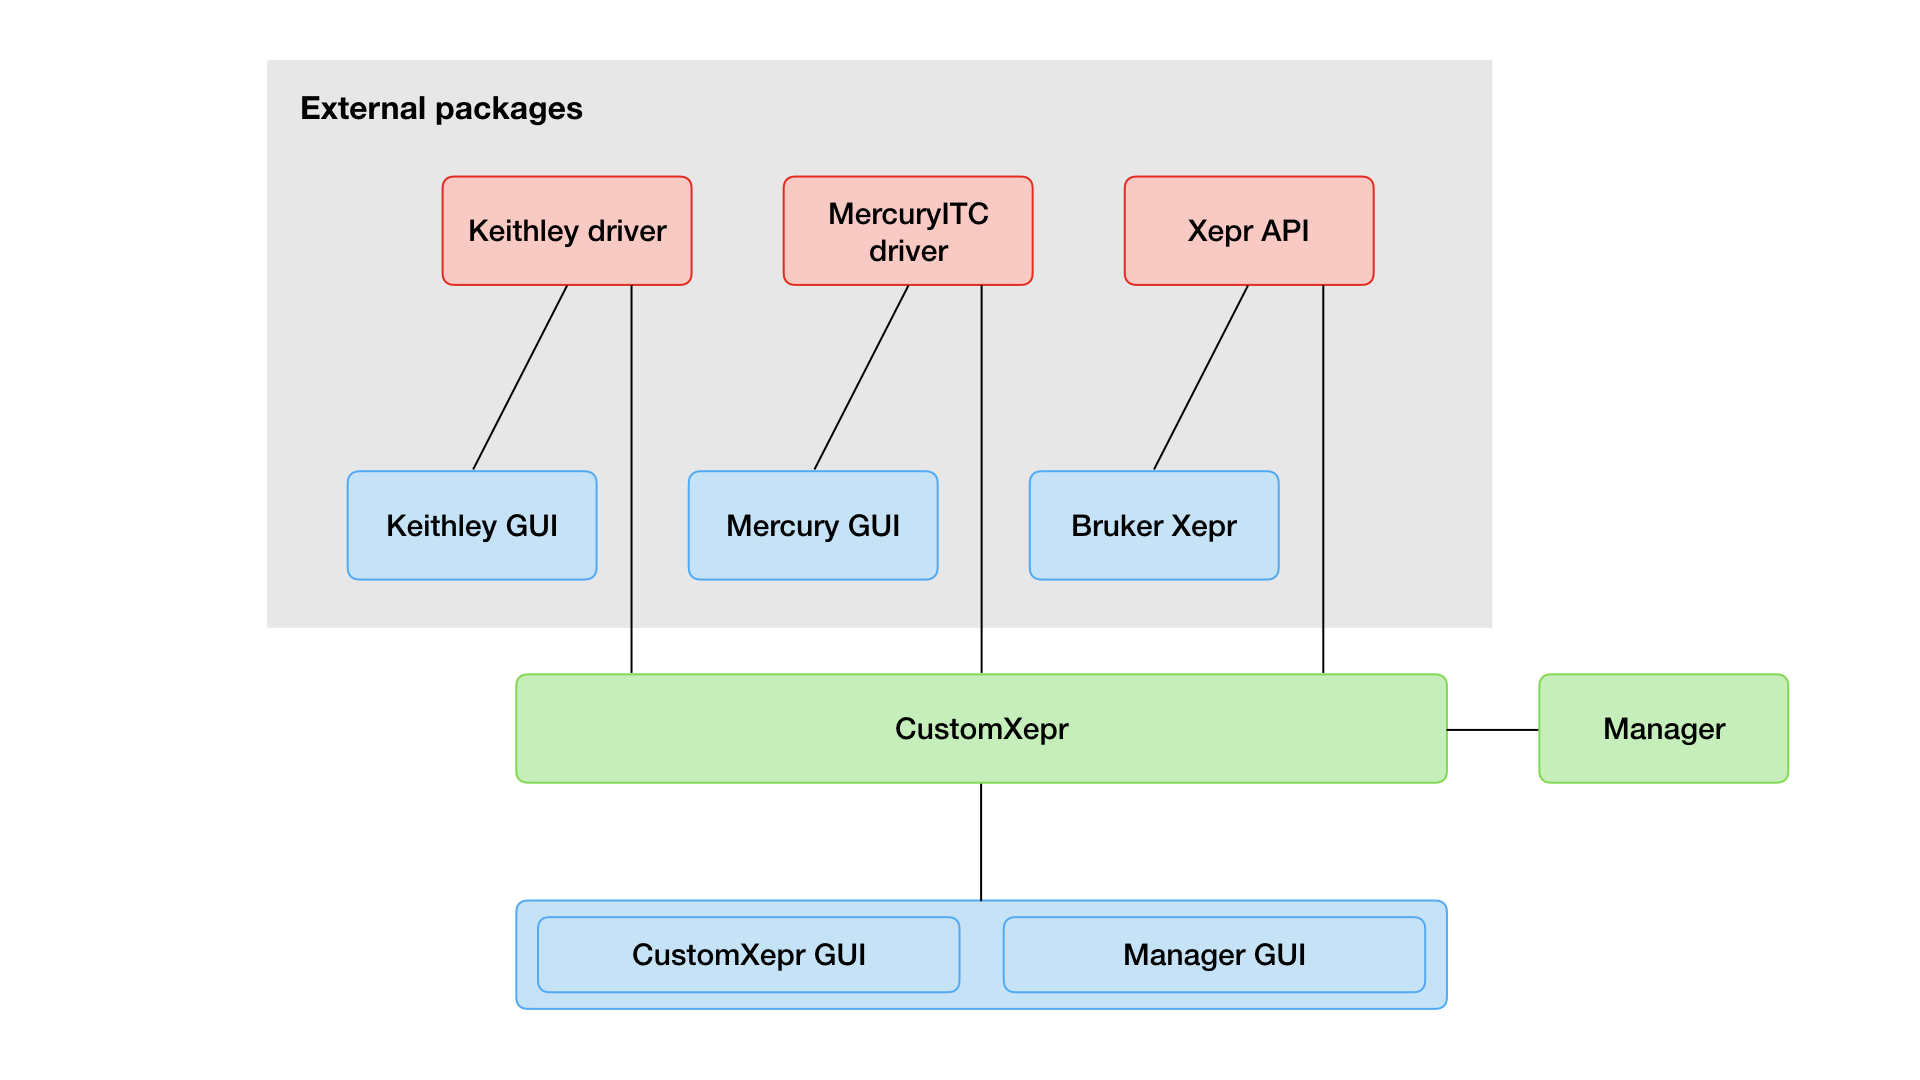 External packages
Keithley driver
MercuryITC
driver
Xepr API
Keithley GUI
Mercury GUI
Bruker Xepr
CustomXepr
Manager
CustomXepr GUI
Manager GUI